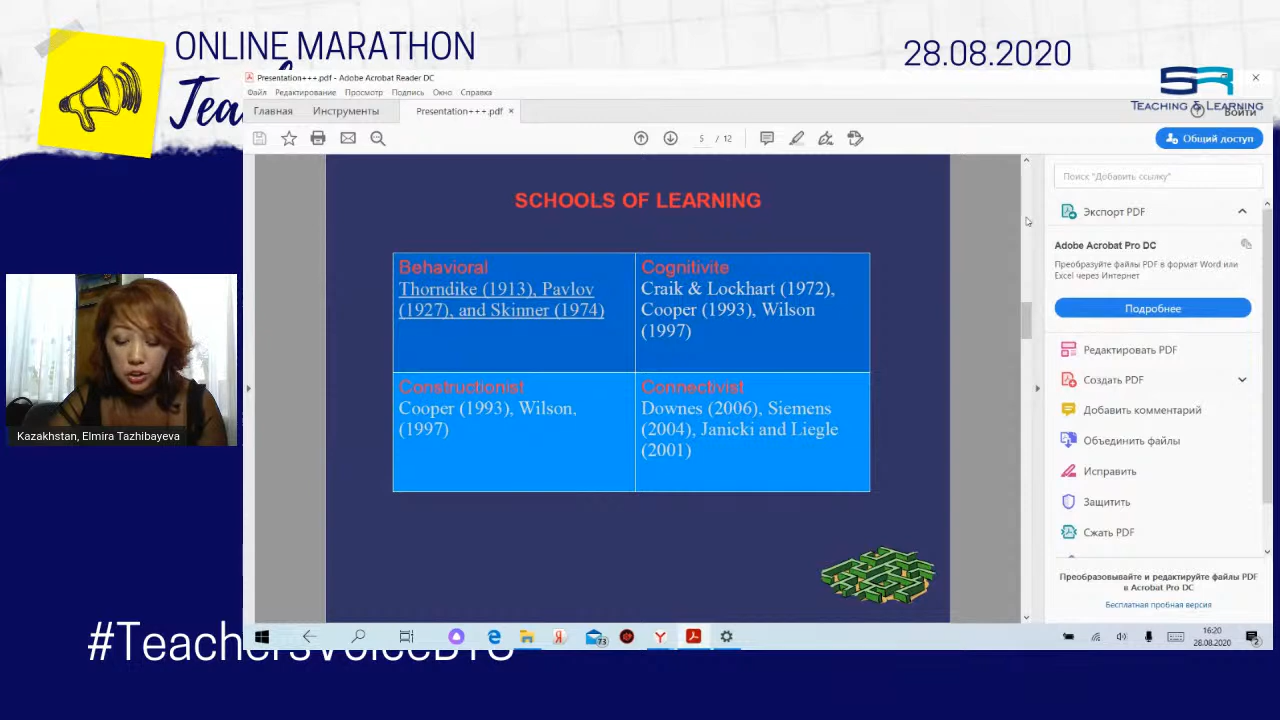 ONLINE MARATHON
28.08.2020
Presentation+++.pdf - Adobe Acrobat Reader DC
Файл Редактирование Просмотр Подпись Окно Справка
TEACHING & LEARNING
Главная Инструменты Presentation+++.pdf ×
Войти
5 / 12
Общий доступ
SCHOOLS OF LEARNING
Behavioral
Thorndike (1913), Pavlov
(1927), and Skinner (1974)
Cognitivite
Craik & Lockhart (1972),
Cooper (1993), Wilson
(1997)
Constructionist
Cooper (1993), Wilson,
(1997)
Connectivist
Downes (2006), Siemens
(2004), Janicki and Liegle
(2001)
Поиск "Добавить ссылку"
Экспорт PDF
Adobe Acrobat Pro DC
Преобразуйте файлы PDF в формат Word или
Excel через Интернет
Подробнее
Редактировать PDF
Создать PDF
Добавить комментарий
Объединить файлы
Исправить
Защитить
Сжать PDF
Преобразовывайте и редактируйте файлы PDF
в Acrobat Pro DC
Бесплатная пробная версия
Kazakhstan, Elmira Tazhibayeva
73
16:20
28.08.2020
2